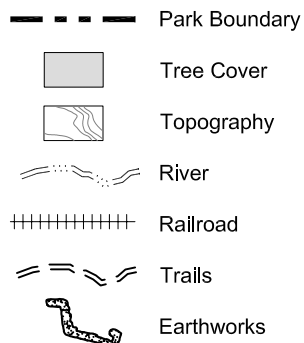 Park Boundary
Tree Cover
Topography
River
Railroad
Trails
Earthworks